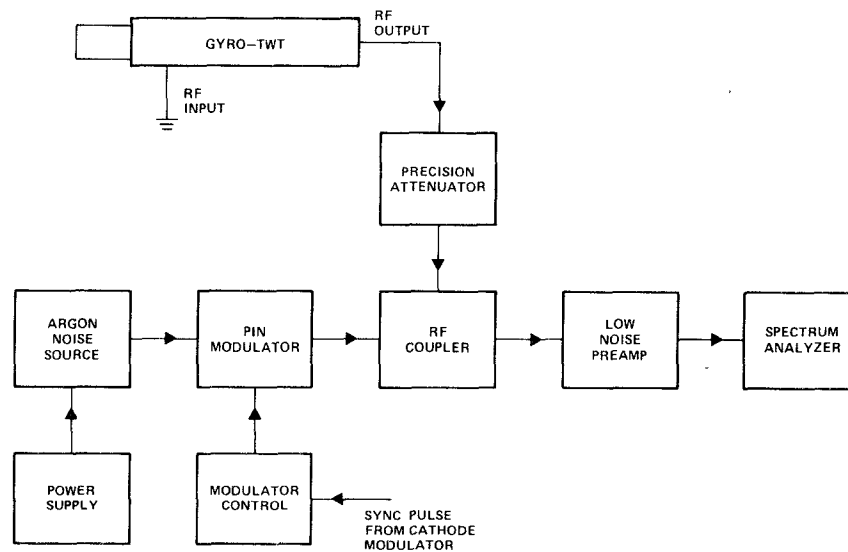 GYRO-TWT
RF
OUTPUT
RF
INPUT
PRECISION
ATTENUATOR
ARGON
NOISE
SOURCE
PIN
MODULATOR
RF
COUPLER
LOW
NOISE
PREAMP
SPECTRUM
ANALYZER
POWER
SUPPLY
MODULATOR
CONTROL
SYNC PULSE
FROM CATHODE
MODULATOR